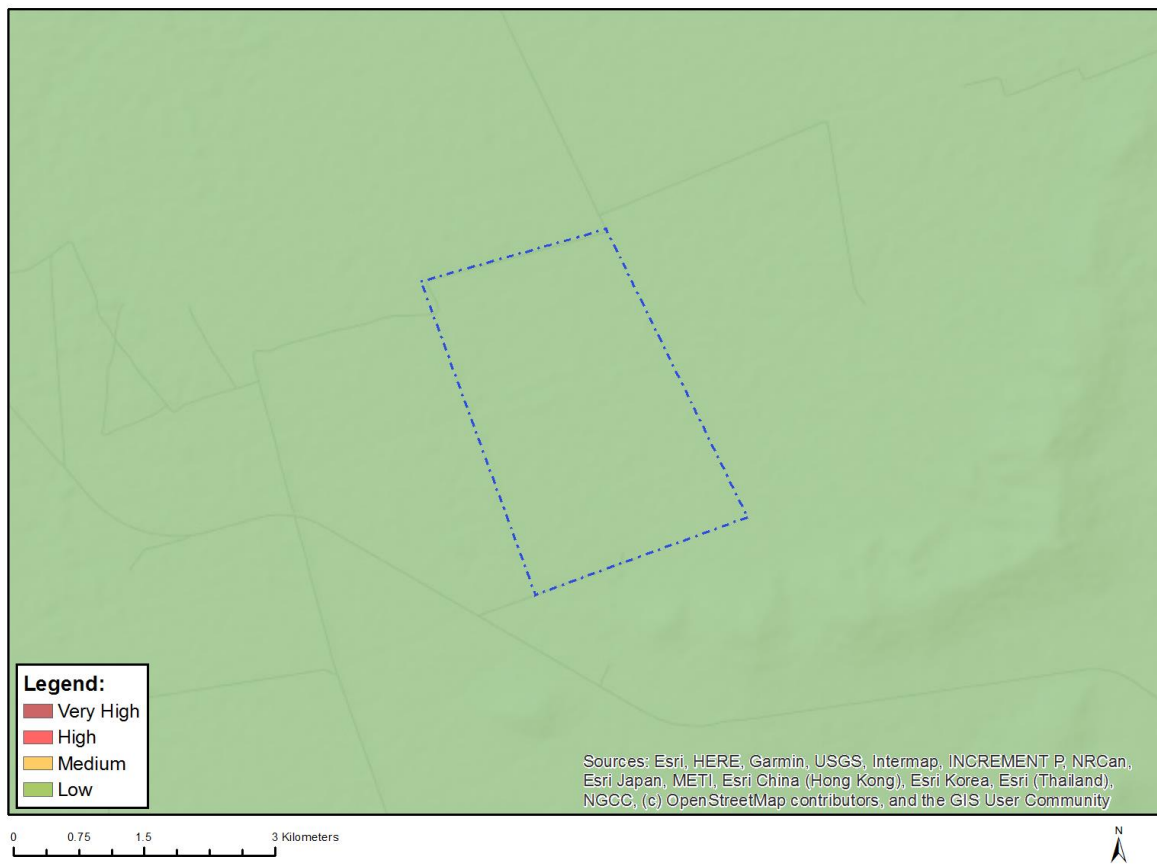 Legend:
Very High
High
Medium
Low
Sources: Esri, HERE, Garmin, USGS, Intermap, INCREMENT P, NRCan,
Esri Japan, METI, Esri China (Hong Kong), Esri Korea, Esri (Thailand),
NGCC, (c) OpenStreetMap contributors, and the GIS User Community
0 0.75 1.5 3 Kilometers
N